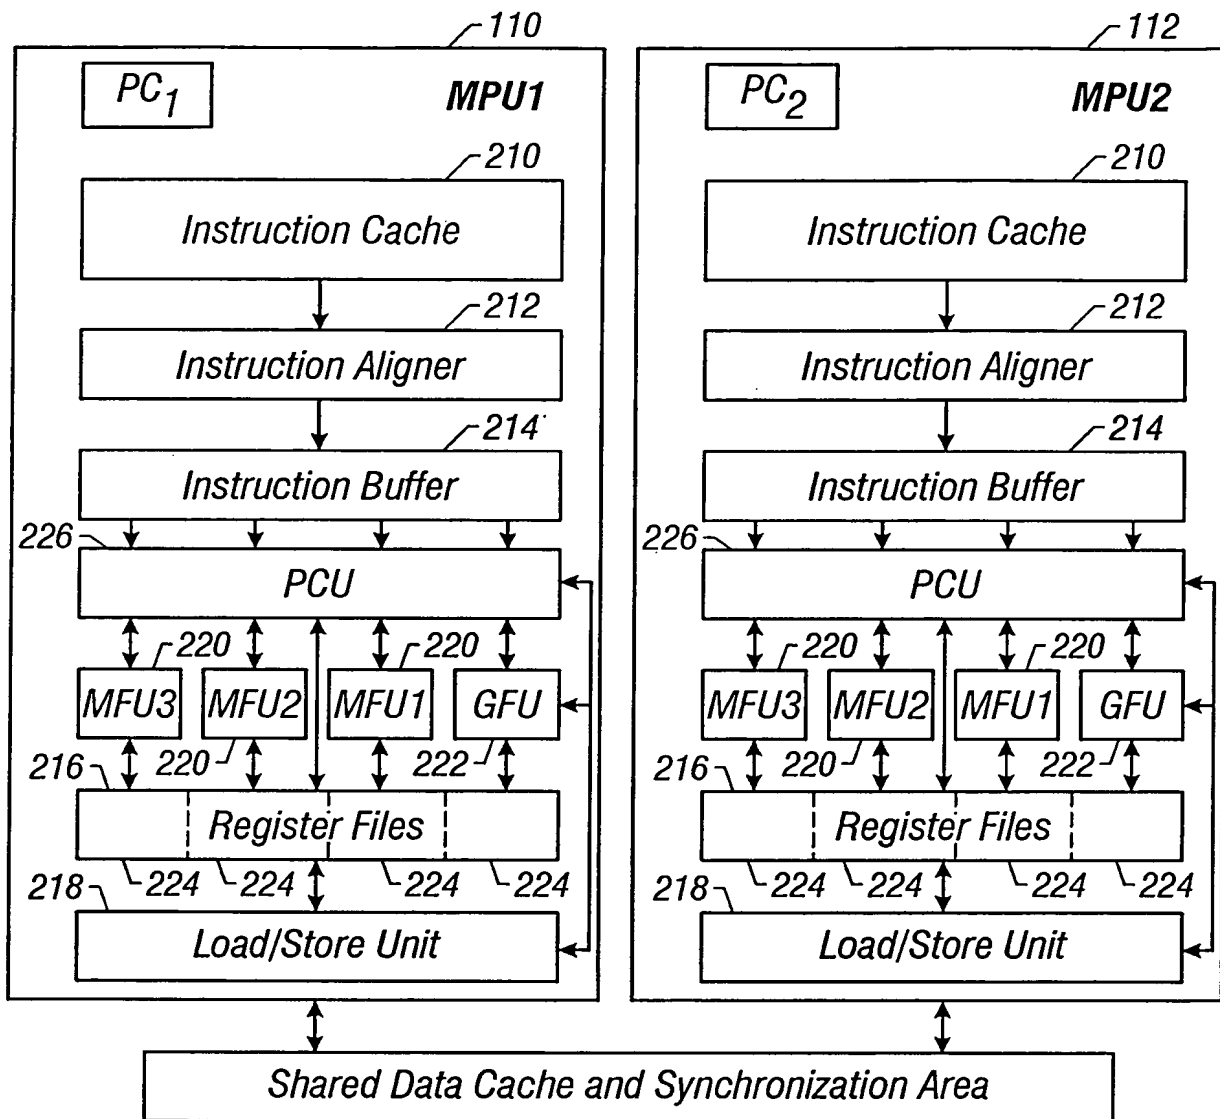 110
PC1
MPU1
210
Instruction Cache
212
Instruction Aligner
214
Instruction Buffer
226
PCU
220 220
MFU3 MFU2 MFU1 GFU
216 220 222
Register Files
224 224 224 224
218
Load/Store Unit
112
PC2
MPU2
210
Instruction Cache
212
Instruction Aligner
214
Instruction Buffer
226
PCU
220 220
MFU3 MFU2 MFU1 GFU
216 220 222
Register Files
224 224 224 224
218
Load/Store Unit
Shared Data Cache and Synchronization Area